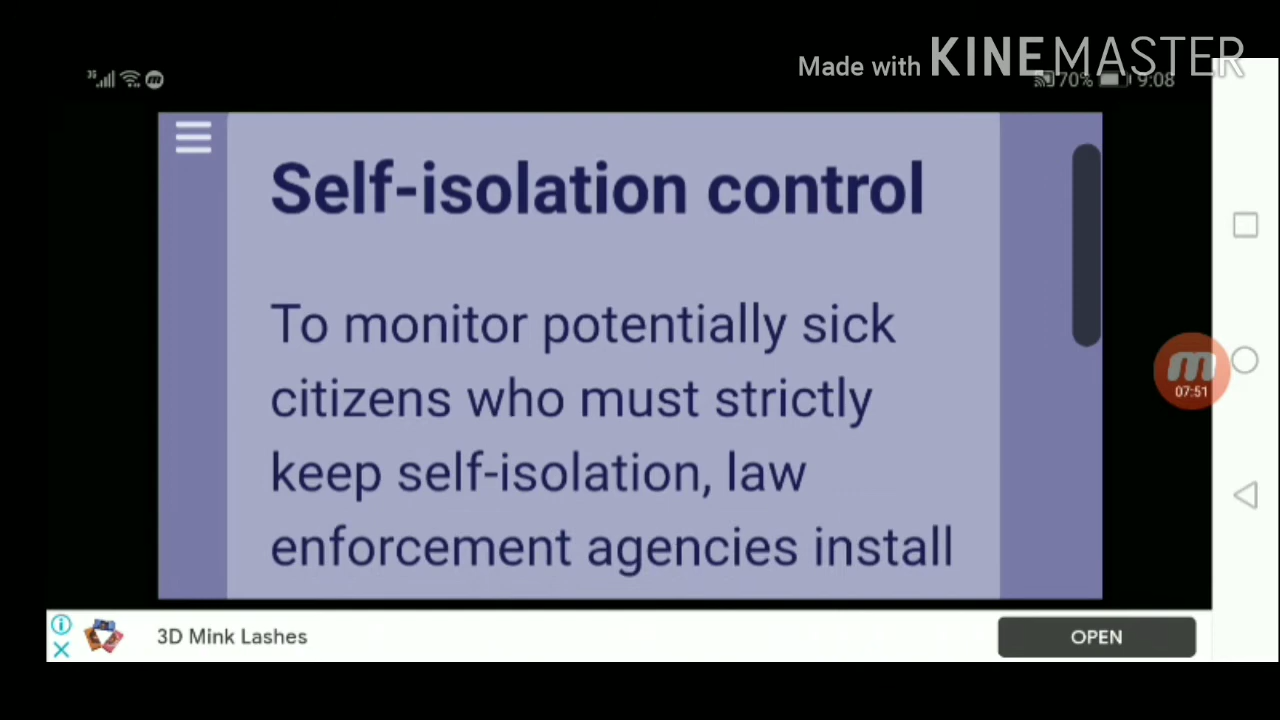 Made with KINEMASTER
3G 70% 9:08
Self-isolation control
To monitor potentially sick
citizens who must strictly
keep self-isolation, law
enforcement agencies install
07:51
3D Mink Lashes
OPEN